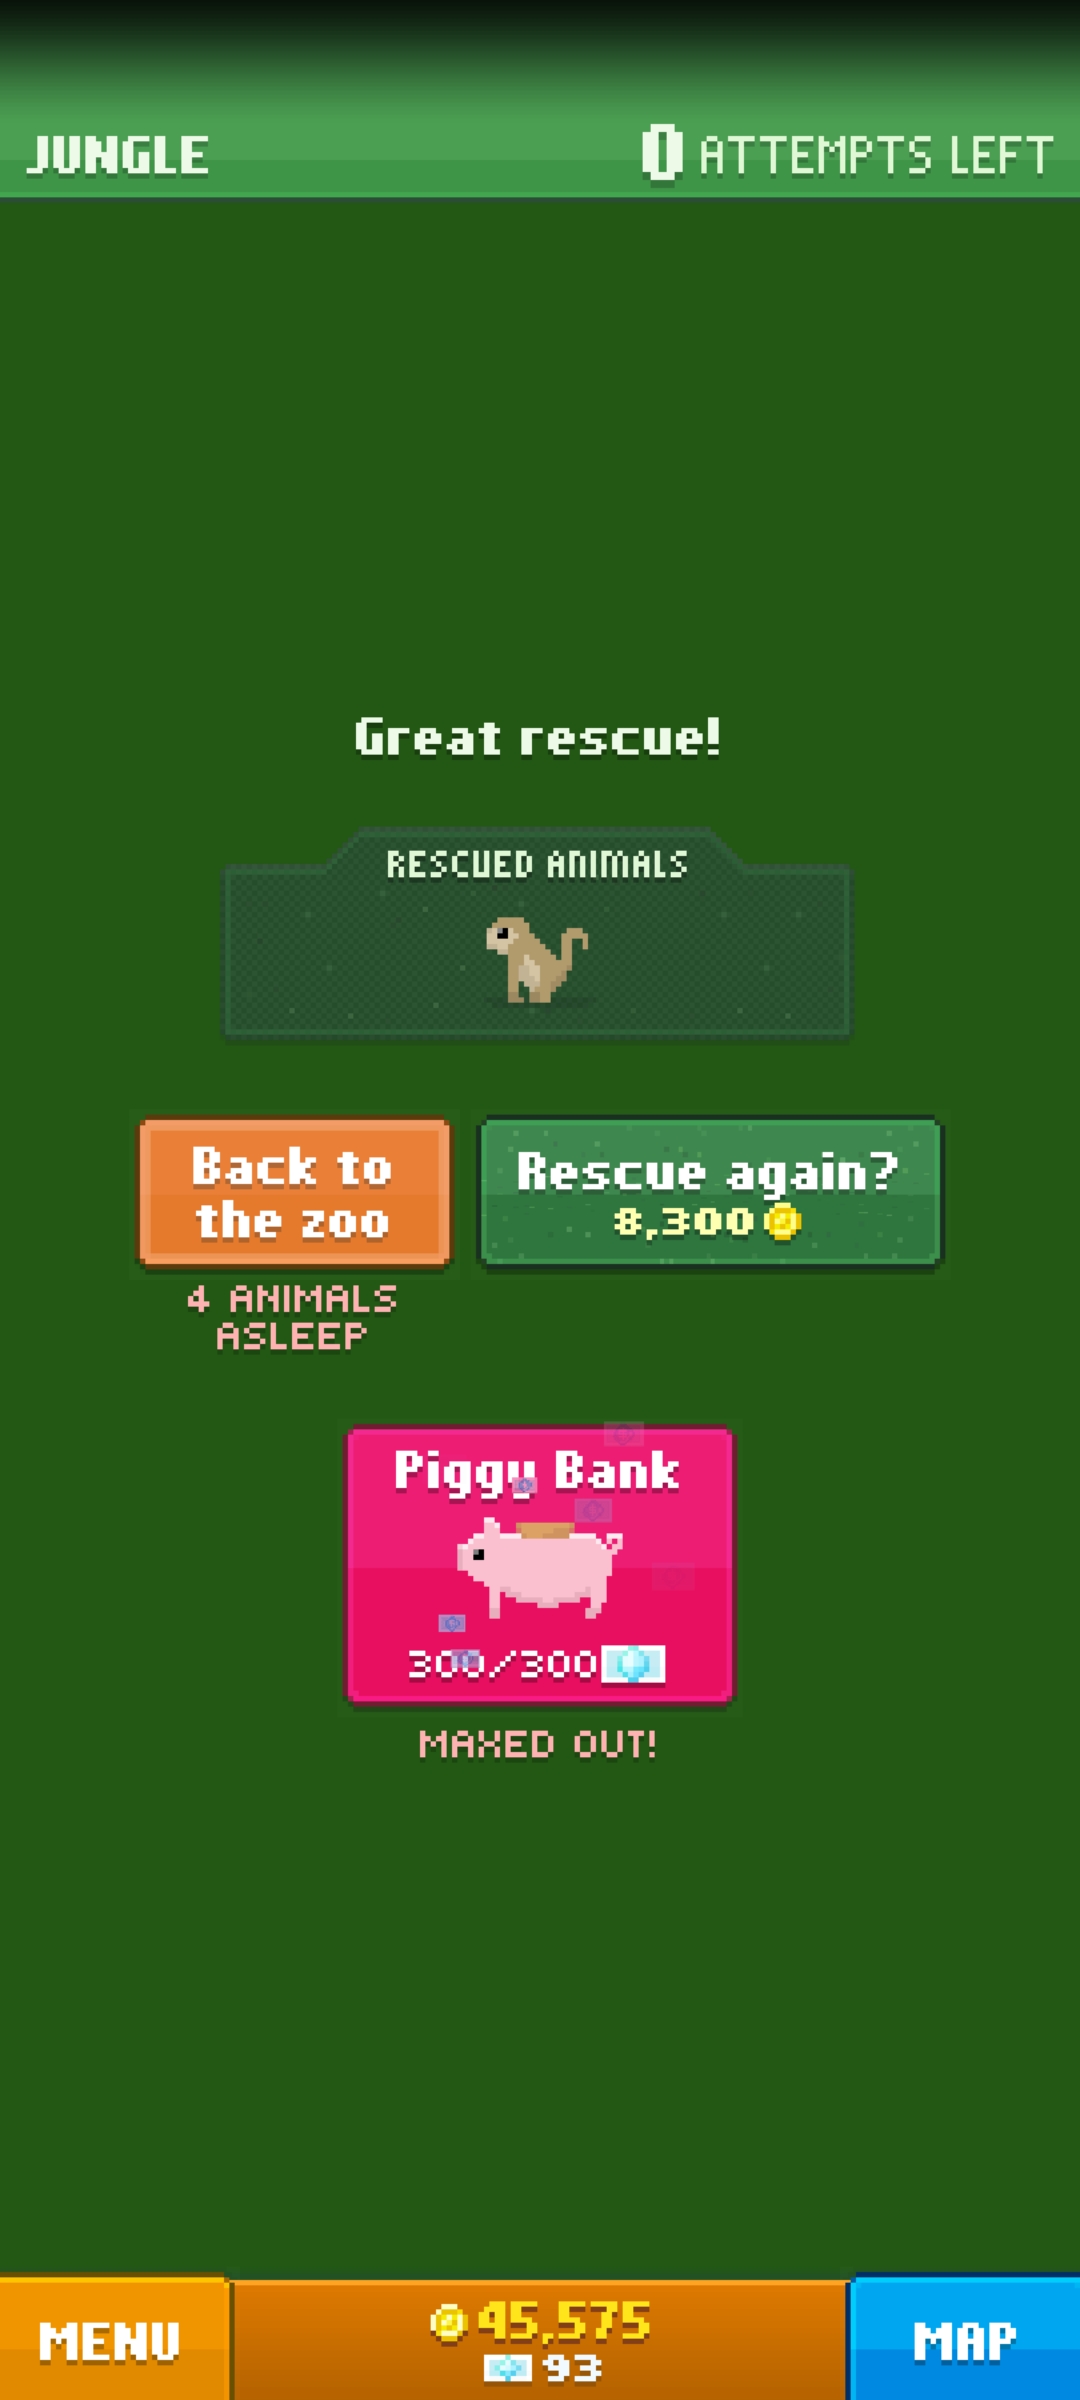 JUNGLE
0 ATTEMPTS LEFT
Great rescue!
RESCUED ANIMALS
Back to
the zoo
Rescue again?
8,300
4 ANIMALS
ASLEEP
Piggy Bank
300/300
MAXED OUT!
MENU
45,575
93
MAP